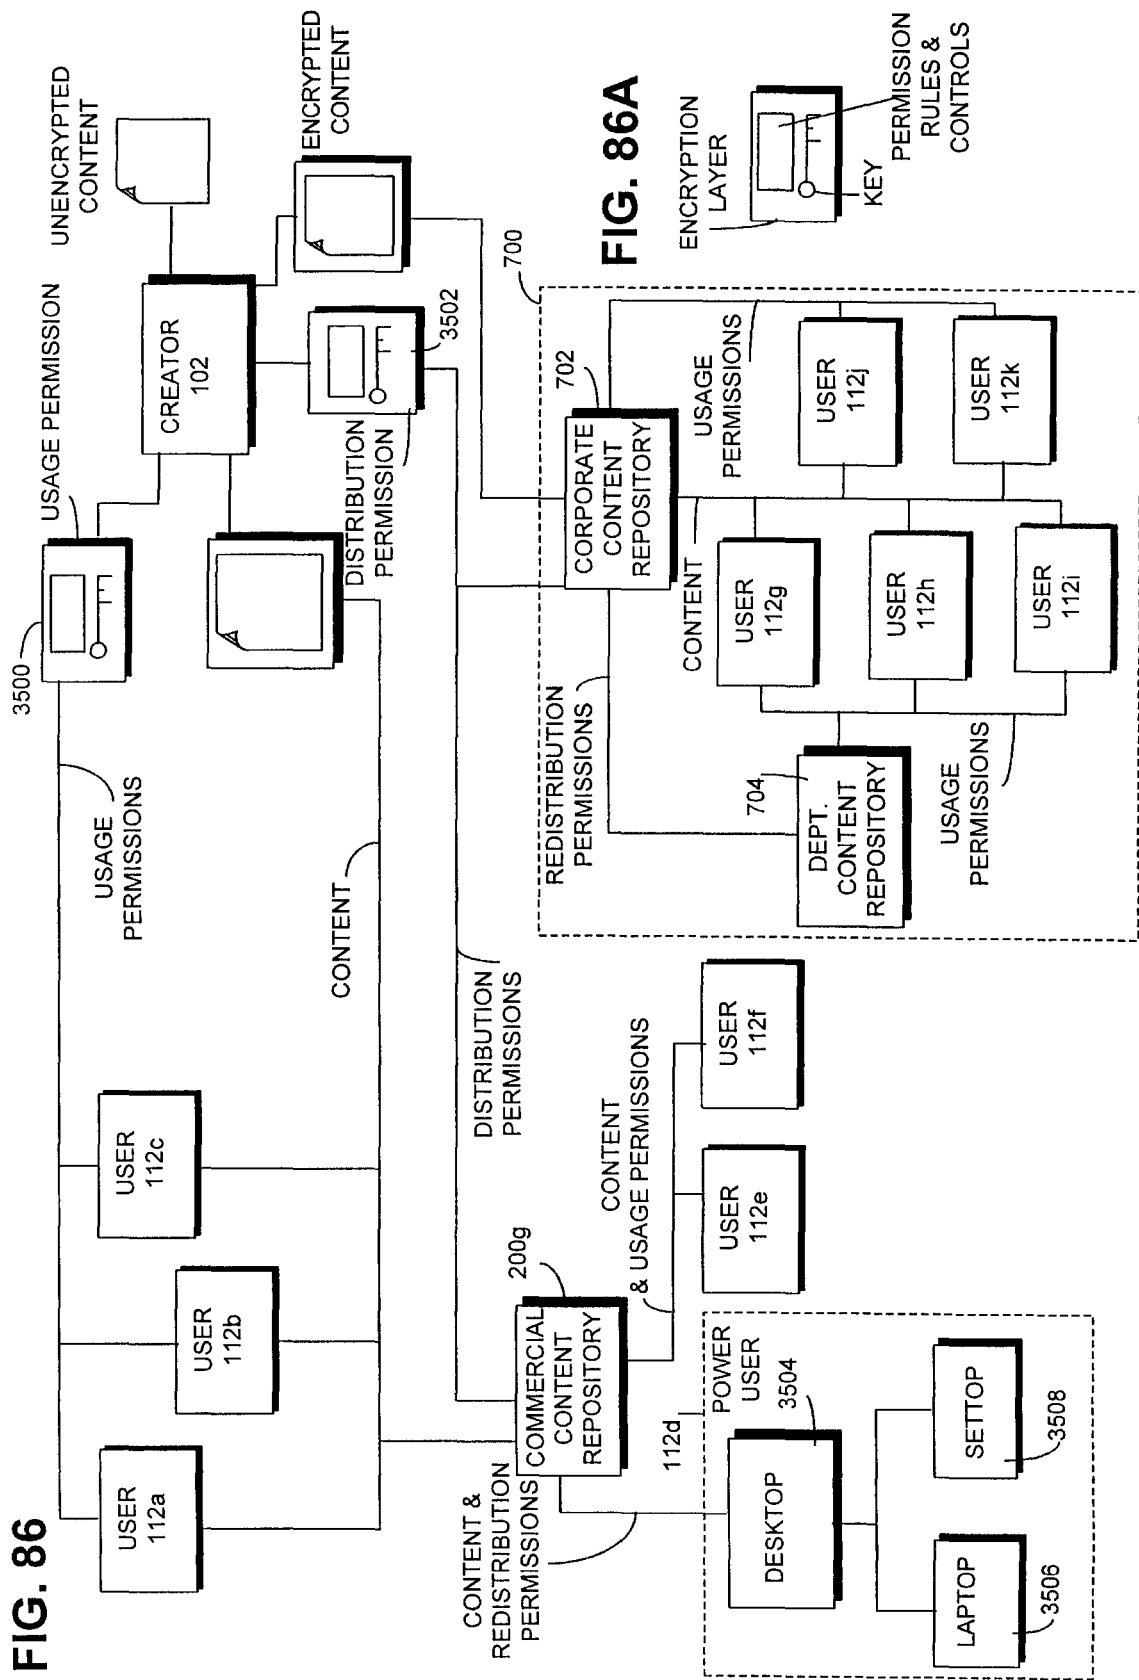 FIG. 86
USER
112a
USER
112b
USER
112c
USAGE
PERMISSIONS
3500
USAGE PERMISSION
CREATOR
102
UNENCRYPTED
CONTENT
ENCRYPTED
CONTENT
CONTENT
DISTRIBUTION
PERMISSION
3502
DISTRIBUTION
PERMISSIONS
CONTENT &
REDISTRIBUTION
PERMISSIONS
COMMERCIAL
CONTENT
REPOSITORY
200g
CONTENT
& USAGE PERMISSIONS
USER
112e
USER
112f
112d
POWER
USER
3504
DESKTOP
LAPTOP
3506
SETTOP
3508
700
CORPORATE
CONTENT
REPOSITORY
702
REDISTRIBUTION
PERMISSIONS
704
DEPT.
CONTENT
REPOSITORY
CONTENT
USAGE
PERMISSIONS
USER
112g
USER
112h
USER
112i
USER
112j
USER
112k
USAGE
PERMISSIONS
FIG. 86A
ENCRYPTION
LAYER
KEY
PERMISSION
RULES &
CONTROLS